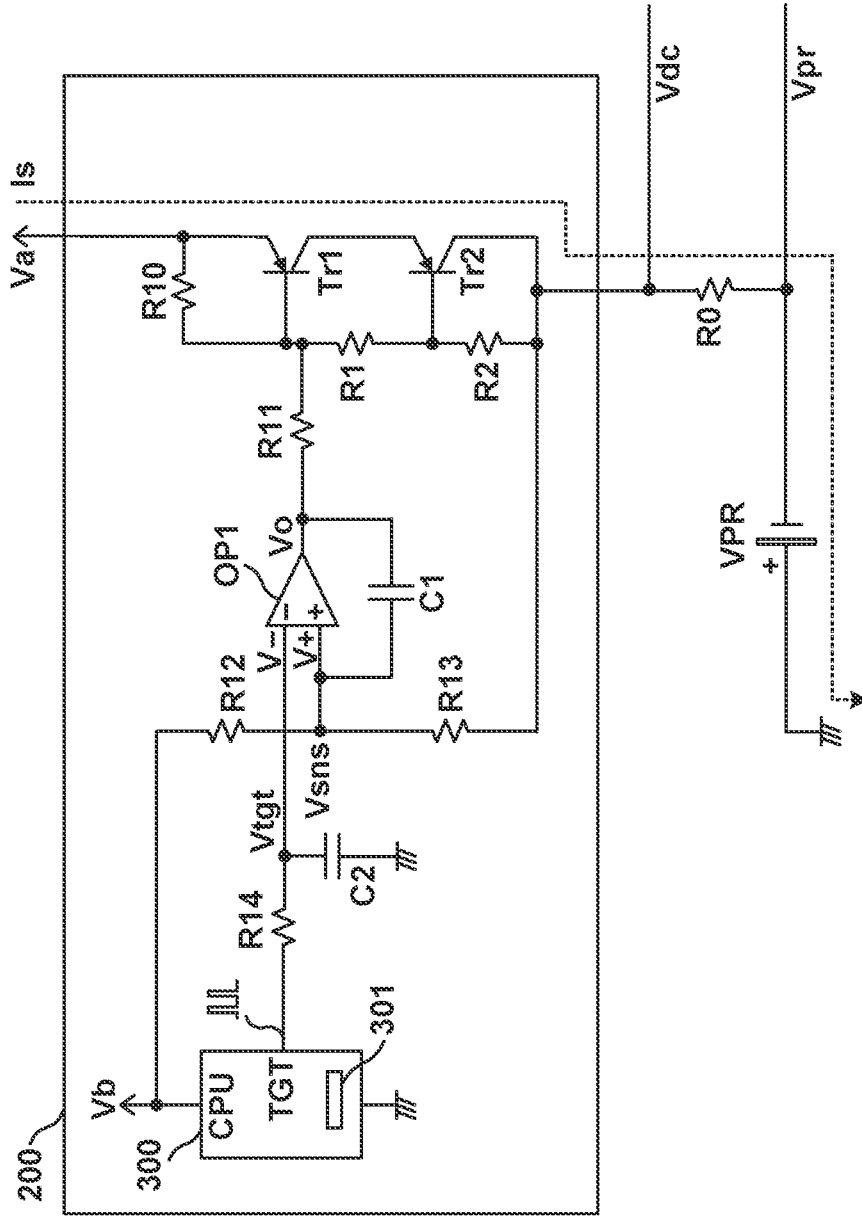 200
Vb
300
CPU
TGT
301
R14
Vtgt
C2
Vsns
R12
R13
V−
V+
−
+
OP1
Vo
C1
R11
R10
R1
R2
Tr1
Tr2
Va
Is
Vdc
R0
Vpr
VPR
+